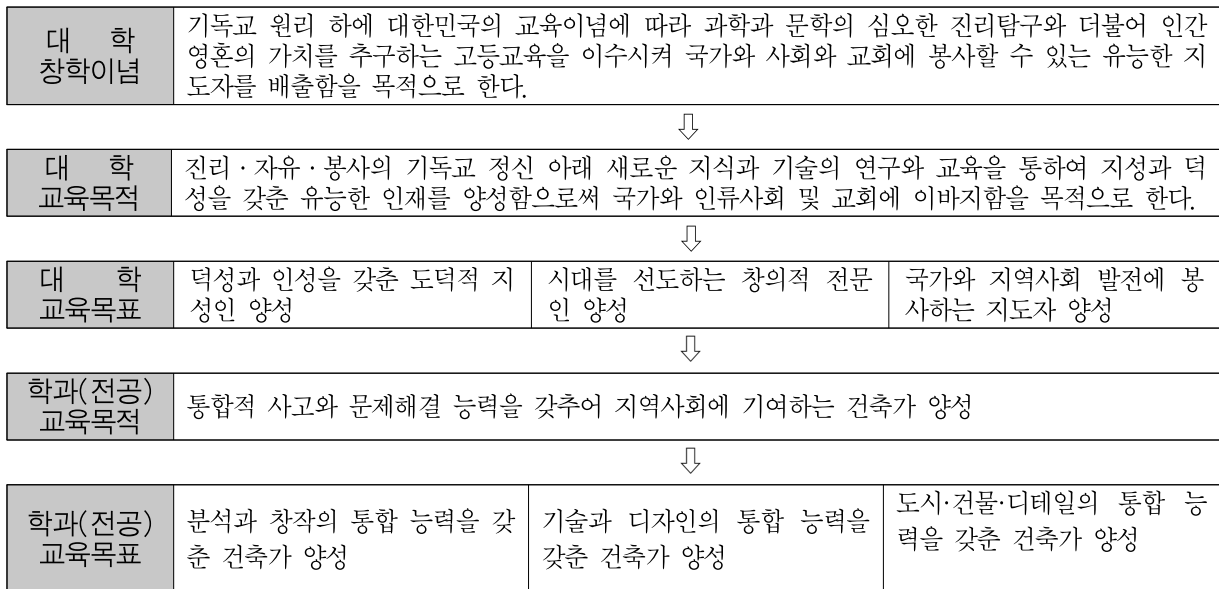 대 학
창학이념
기독교 원리 하에 대한민국의 교육이념에 따라 과학과 문학의 심오한 진리탐구와 더불어 인간
영혼의 가치를 추구하는 고등교육을 이수시켜 국가와 사회와 교회에 봉사할 수 있는 유능한 지
도자를 배출함을 목적으로 한다.
⇩
대 학
교육목적
진리·자유·봉사의 기독교 정신 아래 새로운 지식과 기술의 연구와 교육을 통하여 지성과 덕
성을 갖춘 유능한 인재를 양성함으로써 국가와 인류사회 및 교회에 이바지함을 목적으로 한다.
⇩
대 학
교육목표
덕성과 인성을 갖춘 도덕적 지
성인 양성
시대를 선도하는 창의적 전문
인 양성
국가와 지역사회 발전에 봉
사하는 지도자 양성
⇩
학과(전공)
교육목적
통합적 사고와 문제해결 능력을 갖추어 지역사회에 기여하는 건축가 양성
⇩
학과(전공)
교육목표
분석과 창작의 통합 능력을 갖
춘 건축가 양성
기술과 디자인의 통합 능력을
갖춘 건축가 양성
도시·건물·디테일의 통합 능
력을 갖춘 건축가 양성